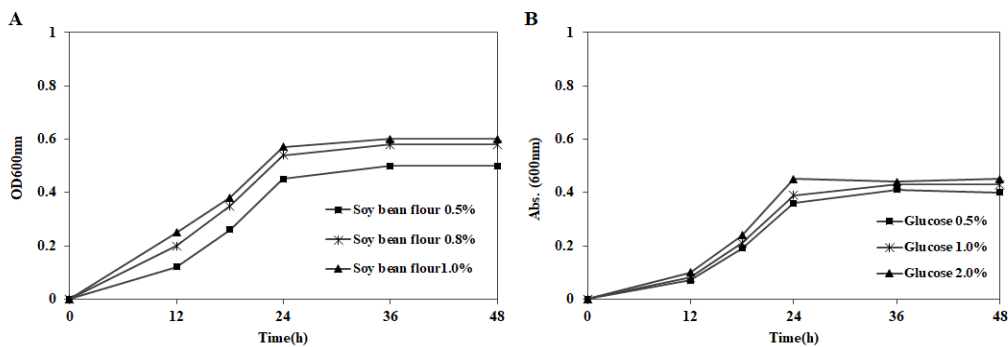 A
1
0.8
0.6
0.4
0.2
0
OD600nm
0 12 24 36 48
Time(h)
Soy bean flour 0.5%
Soy bean flour 0.8%
Soy bean flour1.0%
B
1
0.8
0.6
0.4
0.2
0
Abs. (600nm)
0 12 24 36 48
Time(h)
Glucose 0.5%
Glucose 1.0%
Glucose 2.0%